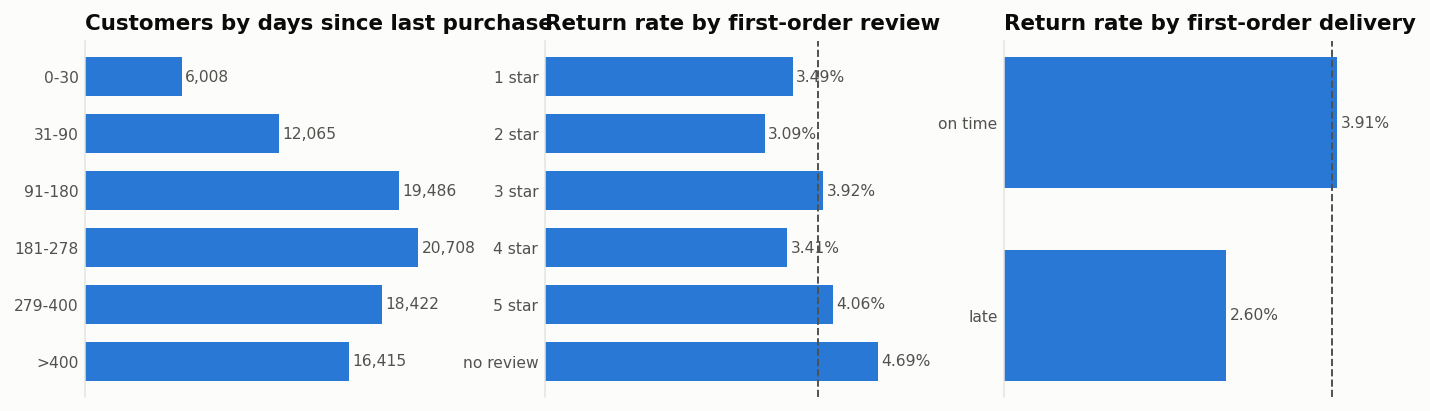 Customers by days since last purchase
0-30 6,008
31-90 12,065
91-180 19,486
181-278 20,708
279-400 18,422
>400 16,415
Return rate by first-order review
1 star 3.49%
2 star 3.09%
3 star 3.92%
4 star 3.41%
5 star 4.06%
no review 4.69%
Return rate by first-order delivery
on time 3.91%
late 2.60%